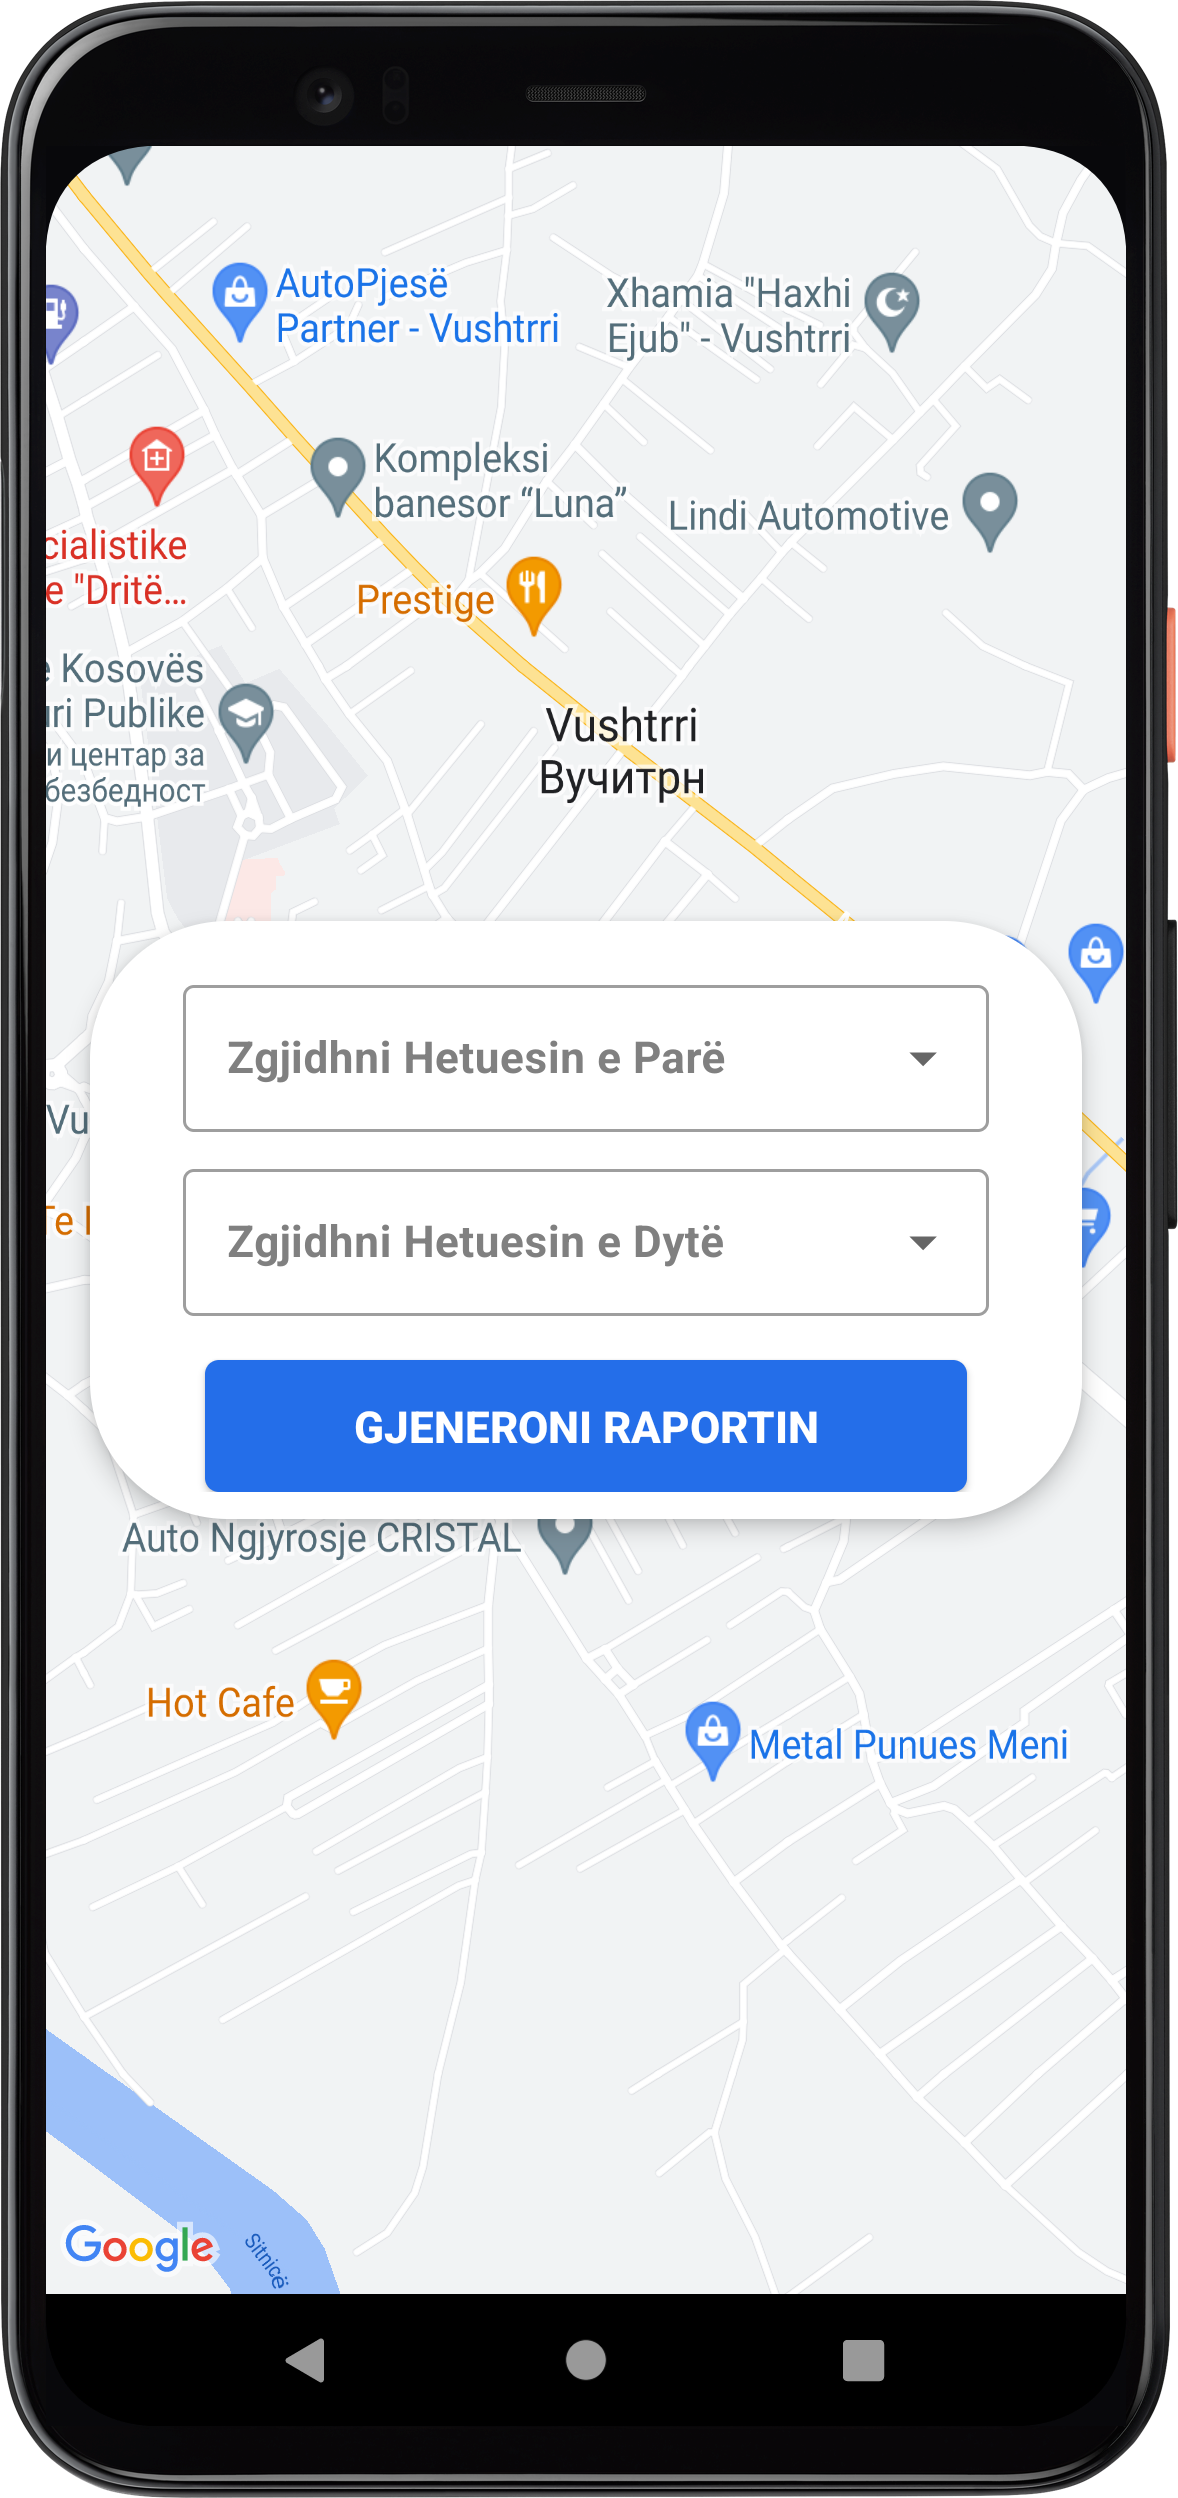 AutoPjesë
Partner - Vushtrri
Xhamia "Haxhi
Ejub" - Vushtrri
Kompleksi
banesor “Luna”
Lindi Automotive
cialistike
e "Dritë...
Prestige
e Kosovës
uri Publike
и центар за
безбедност
Vushtrri
Вучитрн
Zgjidhni Hetuesin e Parë
Vu
Te
Zgjidhni Hetuesin e Dytë
GJENERONI RAPORTIN
Auto Ngjyrosje CRISTAL
Hot Cafe
Metal Punues Meni
Google
Sitnicë